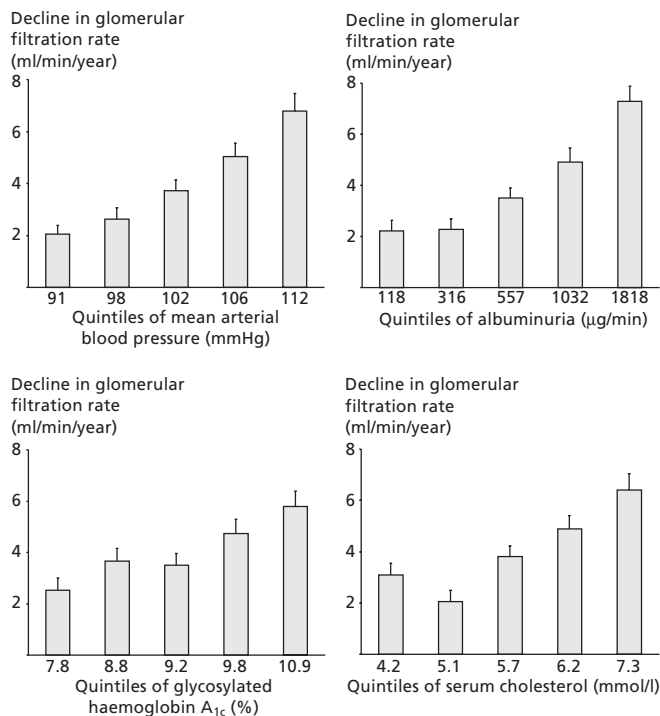 Decline in glomerular
filtration rate
(ml/min/year)
8
6
4
2
91 98 102 106 112
Quintiles of mean arterial
blood pressure (mmHg)
Decline in glomerular
filtration rate
(ml/min/year)
8
6
4
2
118 316 557 1032 1818
Quintiles of albuminuria (μg/min)
Decline in glomerular
filtration rate
(ml/min/year)
8
6
4
2
7.8 8.8 9.2 9.8 10.9
Quintiles of glycosylated
haemoglobin A1c (%)
Decline in glomerular
filtration rate
(ml/min/year)
8
6
4
2
4.2 5.1 5.7 6.2 7.3
Quintiles of serum cholesterol (mmol/l)